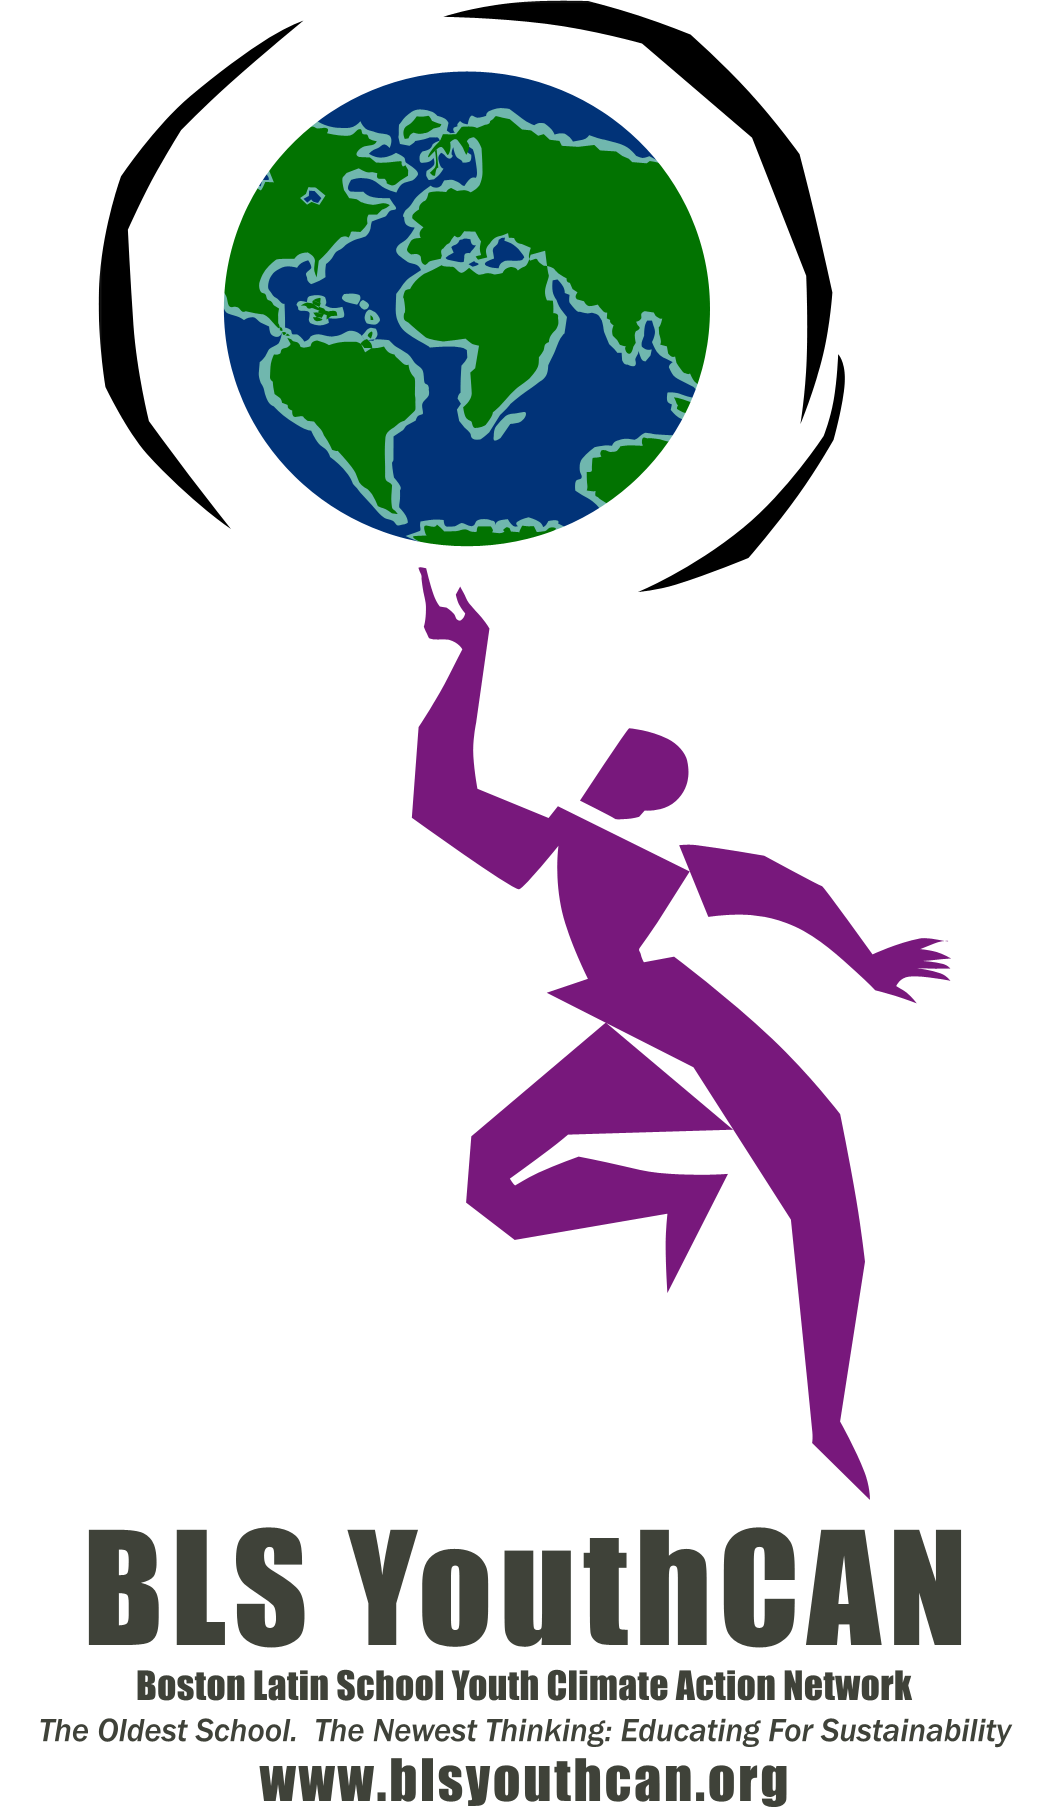 BLS YouthCAN
Boston Latin School Youth Climate Action Network
The Oldest School.  The Newest Thinking: Educating For Sustainability
www.blsyouthcan.org